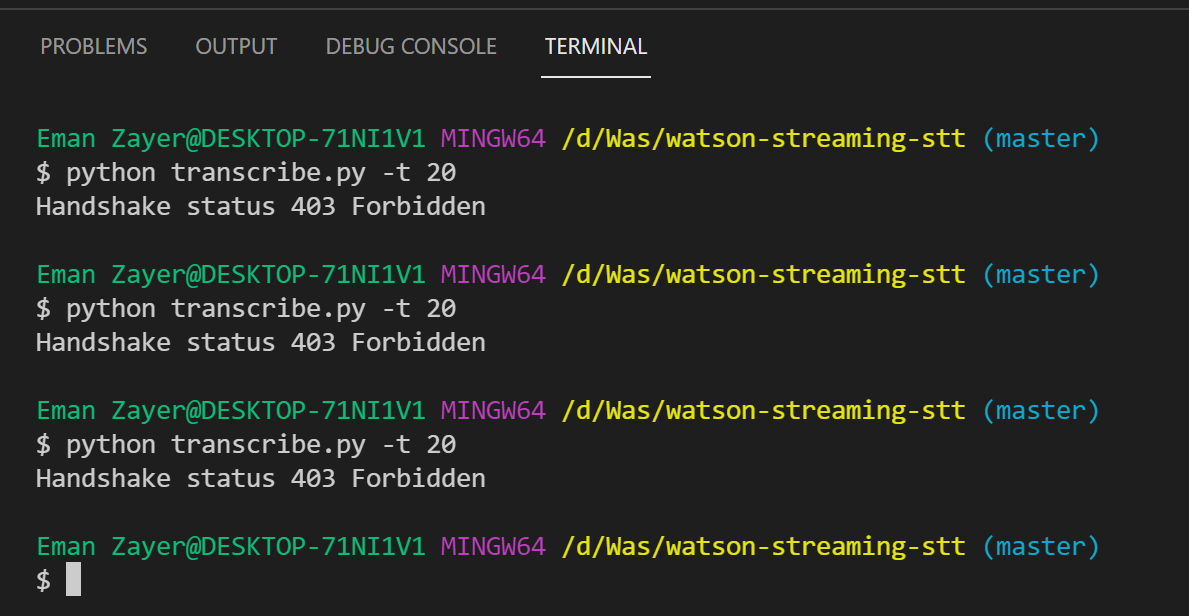 PROBLEMS OUTPUT DEBUG CONSOLE TERMINAL
Eman Zayer@DESKTOP-71NI1V1 MINGW64 /d/Was/watson-streaming-stt (master)
$ python transcribe.py -t 20
Handshake status 403 Forbidden
Eman Zayer@DESKTOP-71NI1V1 MINGW64 /d/Was/watson-streaming-stt (master)
$ python transcribe.py -t 20
Handshake status 403 Forbidden
Eman Zayer@DESKTOP-71NI1V1 MINGW64 /d/Was/watson-streaming-stt (master)
$ python transcribe.py -t 20
Handshake status 403 Forbidden
Eman Zayer@DESKTOP-71NI1V1 MINGW64 /d/Was/watson-streaming-stt (master)
$